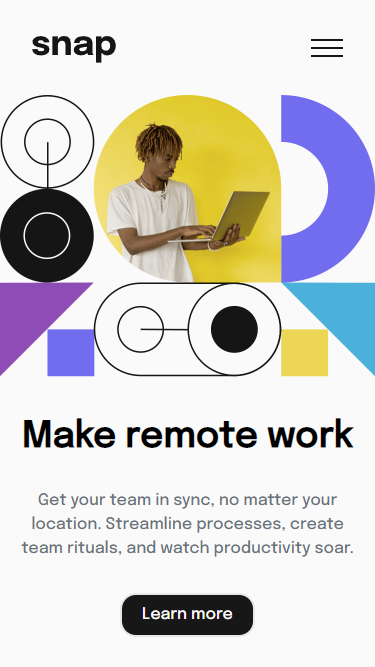 snap
Make remote work
Get your team in sync, no matter your
location. Streamline processes, create
team rituals, and watch productivity soar.
Learn more